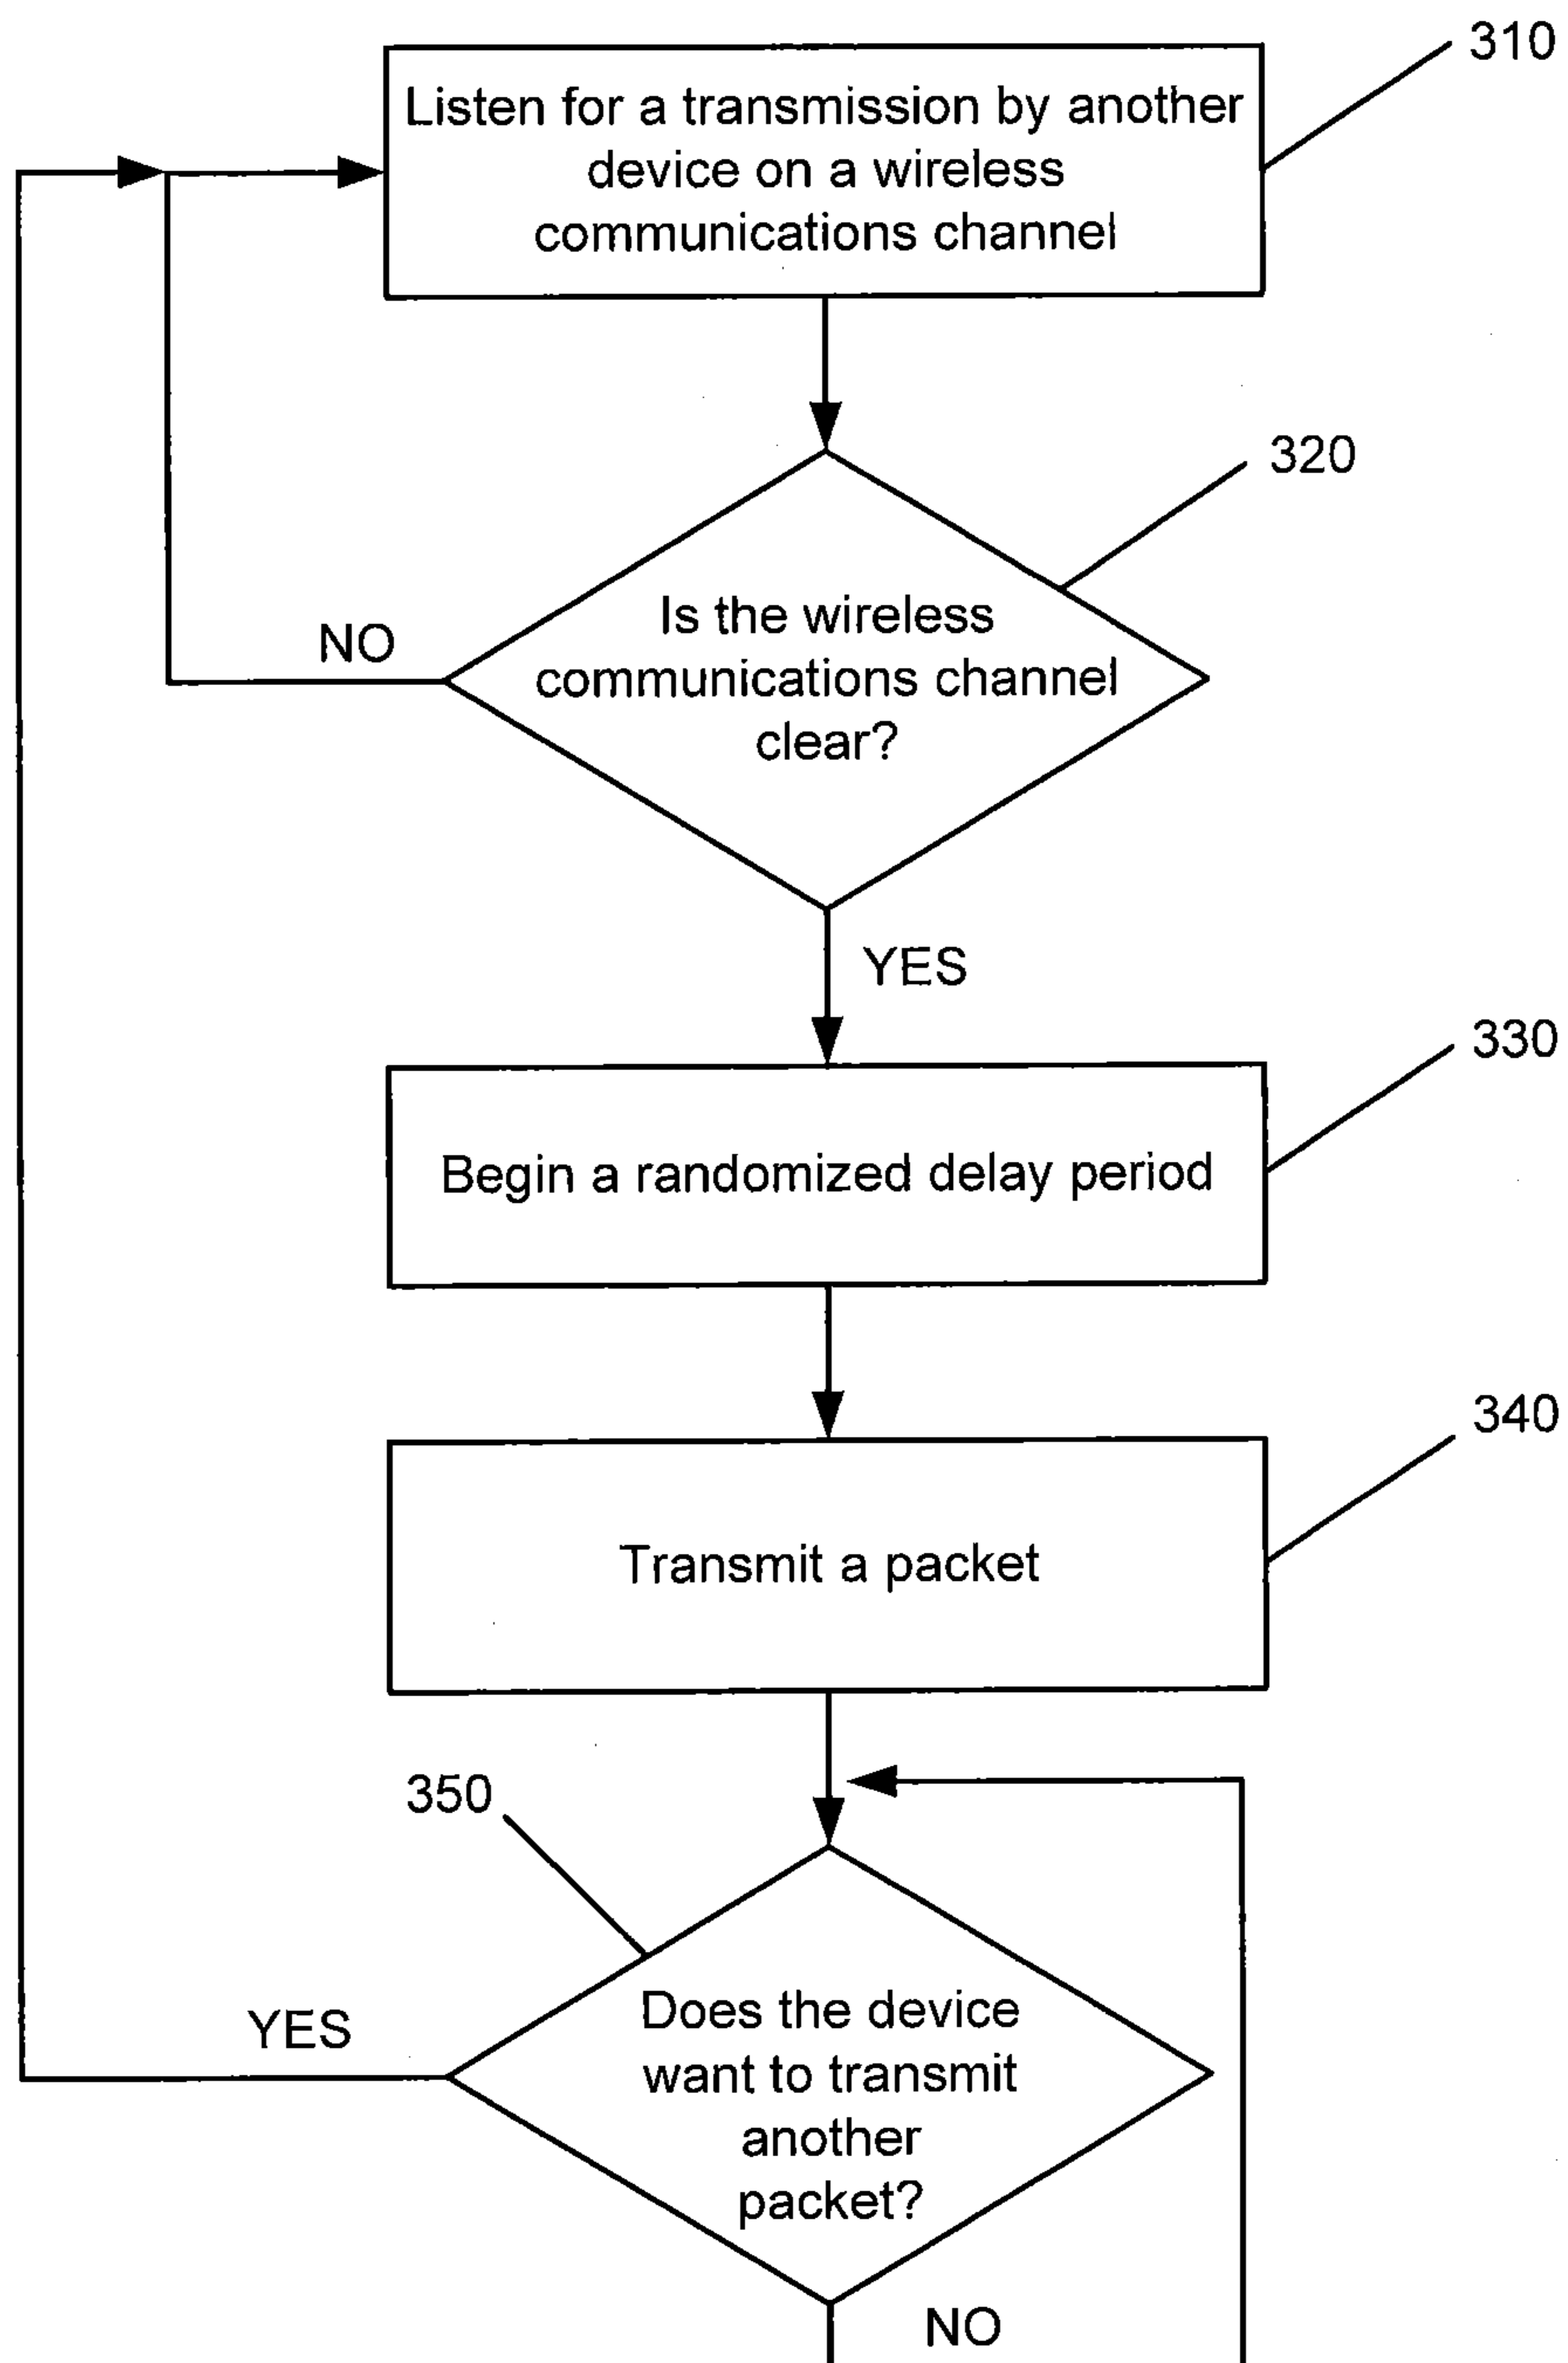 310
Listen for a transmission by another
device on a wireless
communications channel
320
Is the wireless
communications channel
clear?
NO
YES
330
Begin a randomized delay period
340
Transmit a packet
350
Does the device
want to transmit
another
packet?
YES
NO